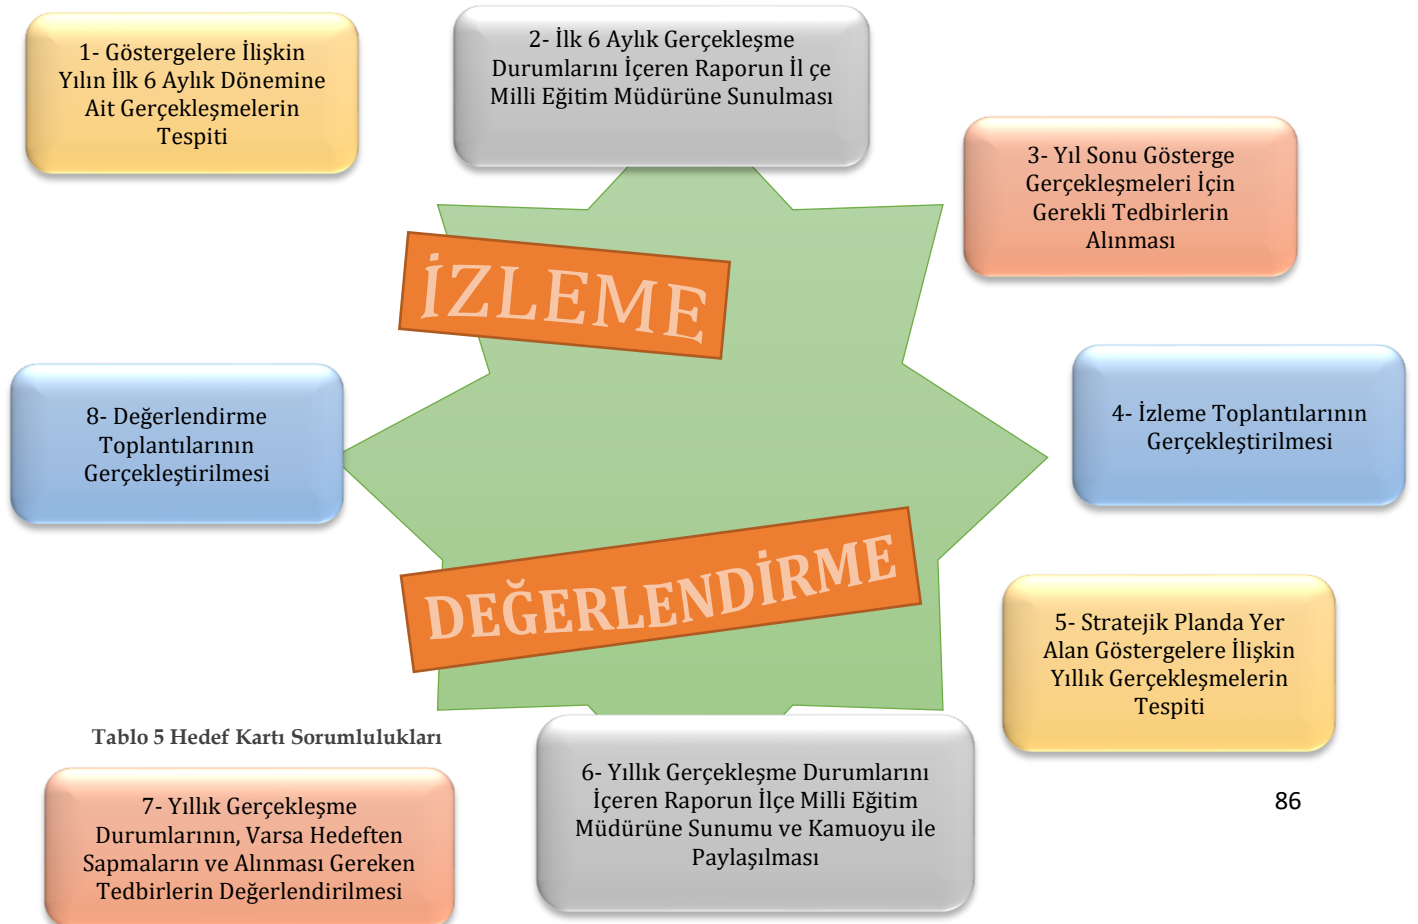 1- Göstergelere İlişkin
Yılın İlk 6 Aylık Dönemine
Ait Gerçekleşmelerin
Tespiti
2- İlk 6 Aylık Gerçekleşme
Durumlarını İçeren Raporun İl çe
Milli Eğitim Müdürüne Sunulması
3- Yıl Sonu Gösterge
Gerçekleşmeleri İçin
Gerekli Tedbirlerin
Alınması
İZLEME
8- Değerlendirme
Toplantılarının
Gerçekleştirilmesi
4- İzleme Toplantılarının
Gerçekleştirilmesi
DEĞERLENDİRME
5- Stratejik Planda Yer
Alan Göstergelere İlişkin
Yıllık Gerçekleşmelerin
Tespiti
Tablo 5 Hedef Kartı Sorumlulukları
7- Yıllık Gerçekleşme
Durumlarının, Varsa Hedeften
Sapmaların ve Alınması Gereken
Tedbirlerin Değerlendirilmesi
6- Yıllık Gerçekleşme Durumlarını
İçeren Raporun İlçe Milli Eğitim
Müdürüne Sunumu ve Kamuoyu ile
Paylaşılması
86